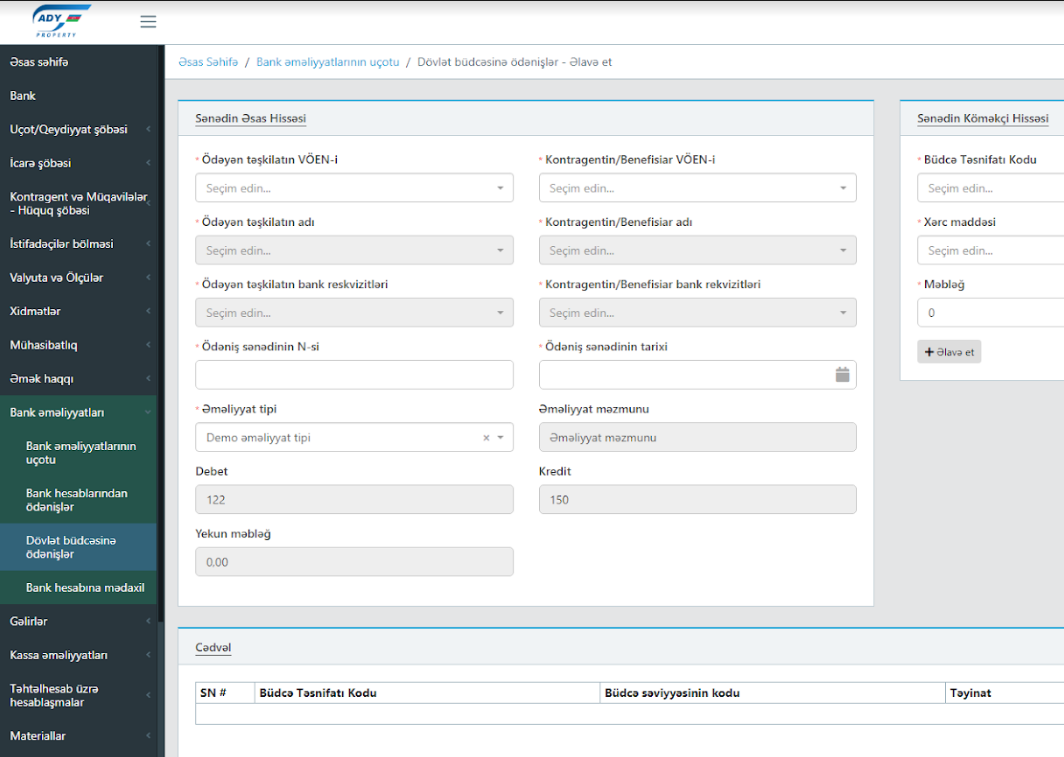 ADY
PROPERTY
Əsas səhifə
Bank
Uçot/Qeydiyyat şöbəsi
İcarə şöbəsi
Kontragent və Müqavilələr
- Hüquq şöbəsi
İstifadəçilər bölməsi
Valyuta və Ölçülər
Xidmətlər
Mühasibatlıq
Əmək haqqı
Bank əməliyyatları
Bank əməliyyatlarının
uçotu
Bank hesablarından
ödənişlər
Dövlət büdcəsinə
ödənişlər
Bank hesabına mədaxil
Gəlirlər
Kassa əməliyyatları
Təhtəlhesab üzrə
hesablaşmalar
Materiallar
Əsas Səhifə / Bank əməliyyatlarının uçotu / Dövlət büdcəsinə ödənişlər - Əlavə et
Sənədin Əsas Hissəsi
* Ödəyən təşkilatın VÖEN-i
Seçim edin...
* Kontragentin/Benefisiar VÖEN-i
Seçim edin...
* Ödəyən təşkilatın adı
Seçim edin...
* Kontragentin/Benefisiar adı
Seçim edin...
* Ödəyən təşkilatın bank reskvizitləri
Seçim edin...
* Kontragentin/Benefisiar bank rekvizitləri
Seçim edin...
* Ödəniş sənədinin N-si
* Ödəniş sənədinin tarixi
* Əməliyyat tipi
Demo əməliyyat tipi ×
Əməliyyat məzmunu
Əməliyyat məzmunu
Debet
122
Kredit
150
Yekun məbləğ
0.00
Sənədin Köməkçi Hissəsi
* Büdcə Təsnifatı Kodu
Seçim edin...
* Xərc maddəsi
Seçim edin...
* Məbləğ
0
+ Əlavə et
Cədvəl
SN # Büdcə Təsnifatı Kodu Büdcə səviyyəsinin kodu Təyinat